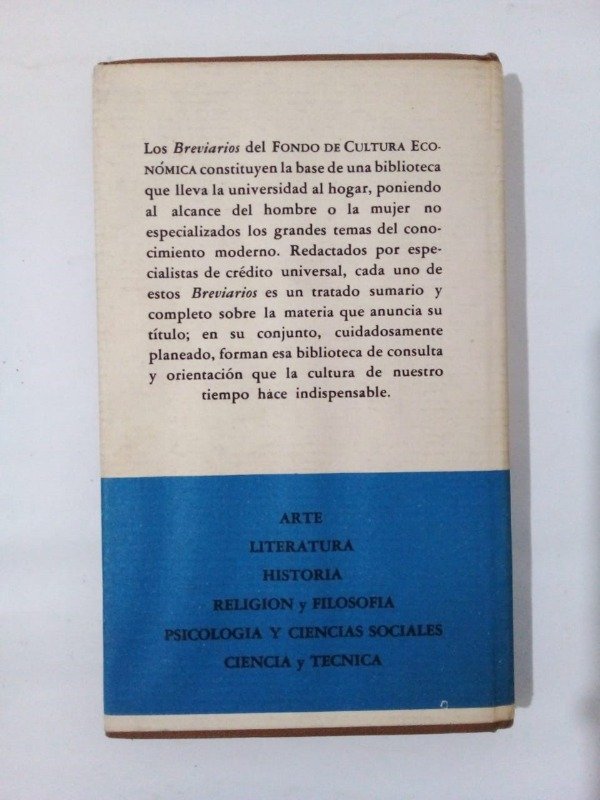 Los Breviarios del FONDO DE CULTURA ECO-
NÓMICA constituyen la base de una biblioteca
que lleva la universidad al hogar, poniendo
al alcance del hombre o la mujer no
especializados los grandes temas del cono-
cimiento moderno. Redactados por espe-
cialistas de crédito universal, cada uno de
estos Breviarios es un tratado sumario y
completo sobre la materia que anuncia su
título; en su conjunto, cuidadosamente
planeado, forman esa biblioteca de consulta
y orientación que la cultura de nuestro
tiempo hace indispensable.
ARTE
LITERATURA
HISTORIA
RELIGION y FILOSOFIA
PSICOLOGIA Y CIENCIAS SOCIALES
CIENCIA y TECNICA